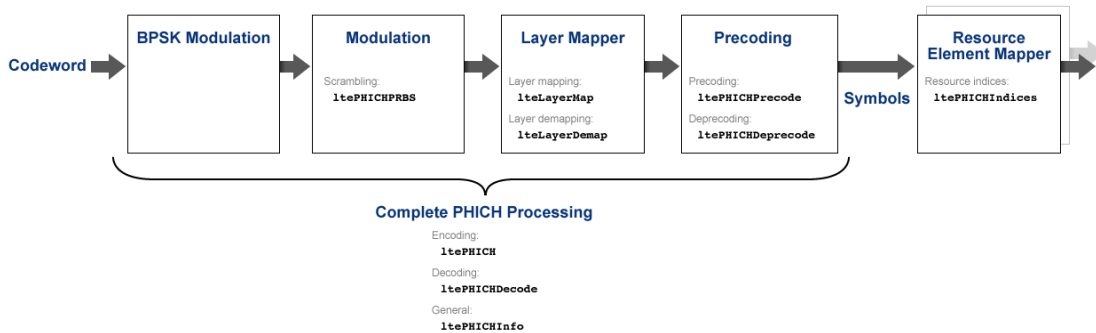 Codeword
BPSK Modulation
Modulation
Scrambling:
ltePHICHPRBS
Layer Mapper
Layer mapping:
lteLayerMap
Layer demapping:
lteLayerDemap
Precoding
Precoding:
ltePHICHPrecode
Deprecoding:
ltePHICHDeprecode
Symbols
Resource
Element Mapper
Resource indices:
ltePHICHIndices
Complete PHICH Processing
Encoding:
ltePHICH
Decoding:
ltePHICHDecode
General:
ltePHICHInfo